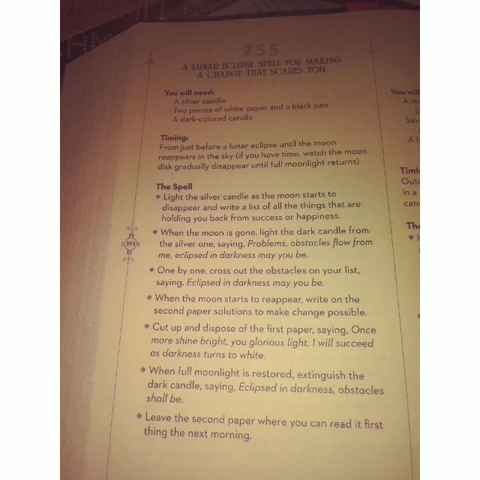 755
A LUNAR ECLIPSE SPELL FOR MAKING
A CHANGE THAT SCARES YOU
You will need:
A silver candle
Two pieces of white paper and a black pen
A dark-colored candle
Timing:
From just before a lunar eclipse until the moon
reappears in the sky (if you have time, watch the moon
disk gradually disappear until full moonlight returns)
The Spell
◆ Light the silver candle as the moon starts to
disappear and write a list of all the things that are
holding you back from success or happiness.
◆ When the moon is gone, light the dark candle from
the silver one, saying, Problems, obstacles flow from
me, eclipsed in darkness may you be.
◆ One by one, cross out the obstacles on your list,
saying, Eclipsed in darkness may you be.
◆ When the moon starts to reappear, write on the
second paper solutions to make change possible.
◆ Cut up and dispose of the first paper, saying, Once
more shine bright, you glorious light. I will succeed
as darkness turns to white.
◆ When full moonlight is restored, extinguish the
dark candle, saying, Eclipsed in darkness, obstacles
shall be.
◆ Leave the second paper where you can read it first
thing the next morning.
You will